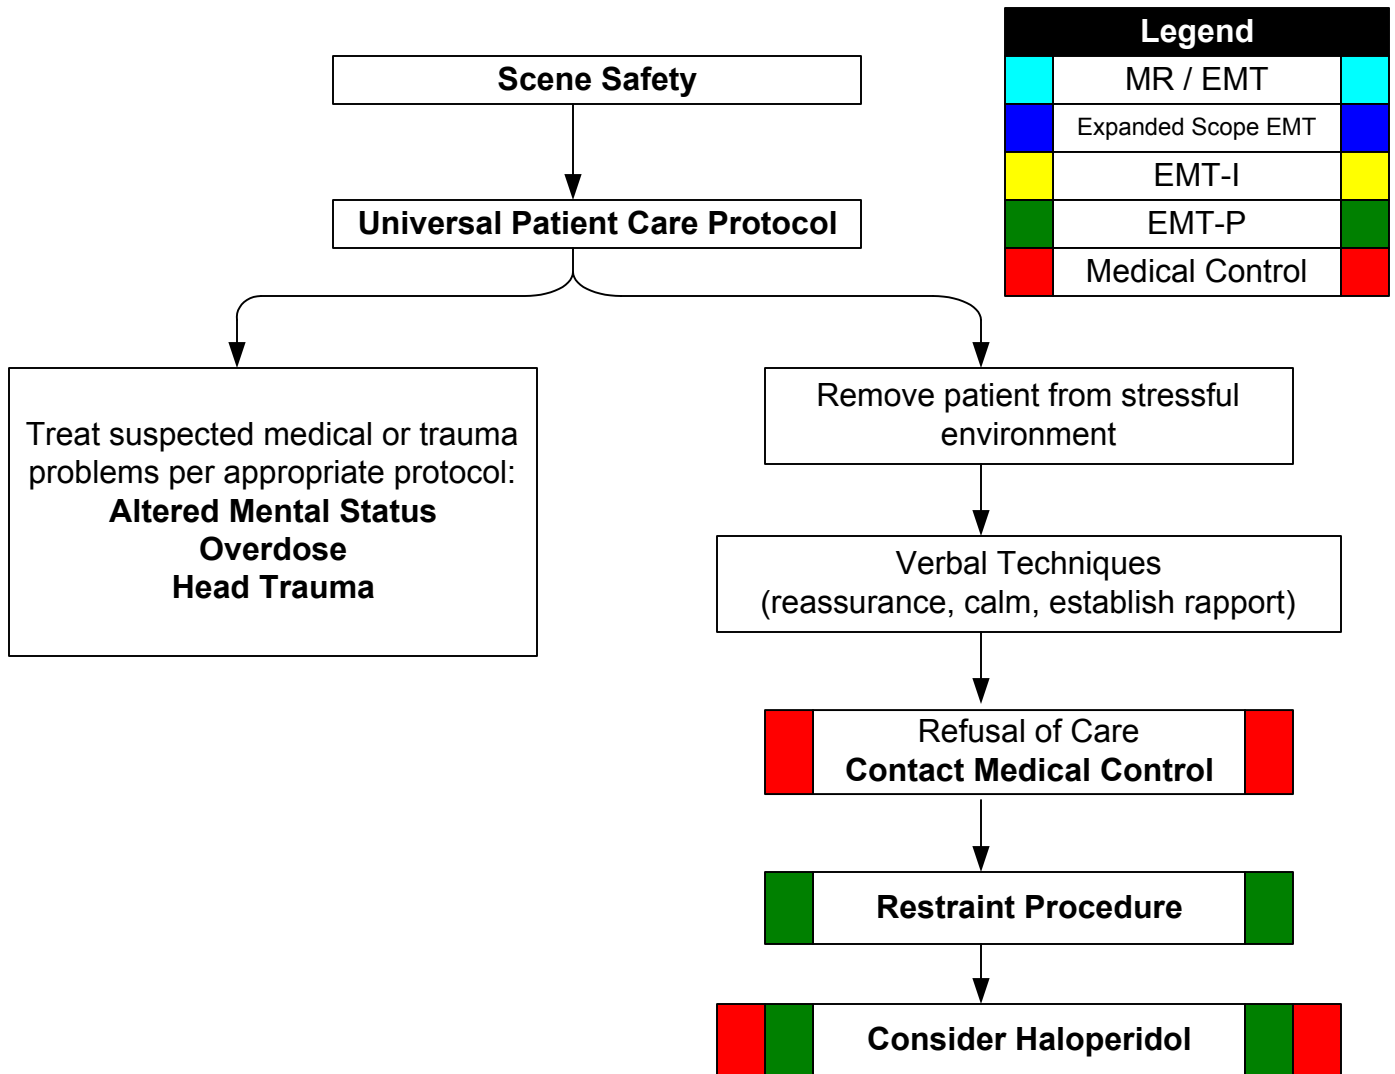 Legend
MR / EMT
Expanded Scope EMT
EMT-I
EMT-P
Medical Control
Scene Safety
Universal Patient Care Protocol
Treat suspected medical or trauma
problems per appropriate protocol:
Altered Mental Status
Overdose
Head Trauma
Remove patient from stressful
environment
Verbal Techniques
(reassurance, calm, establish rapport)
Refusal of Care
Contact Medical Control
Restraint Procedure
Consider Haloperidol